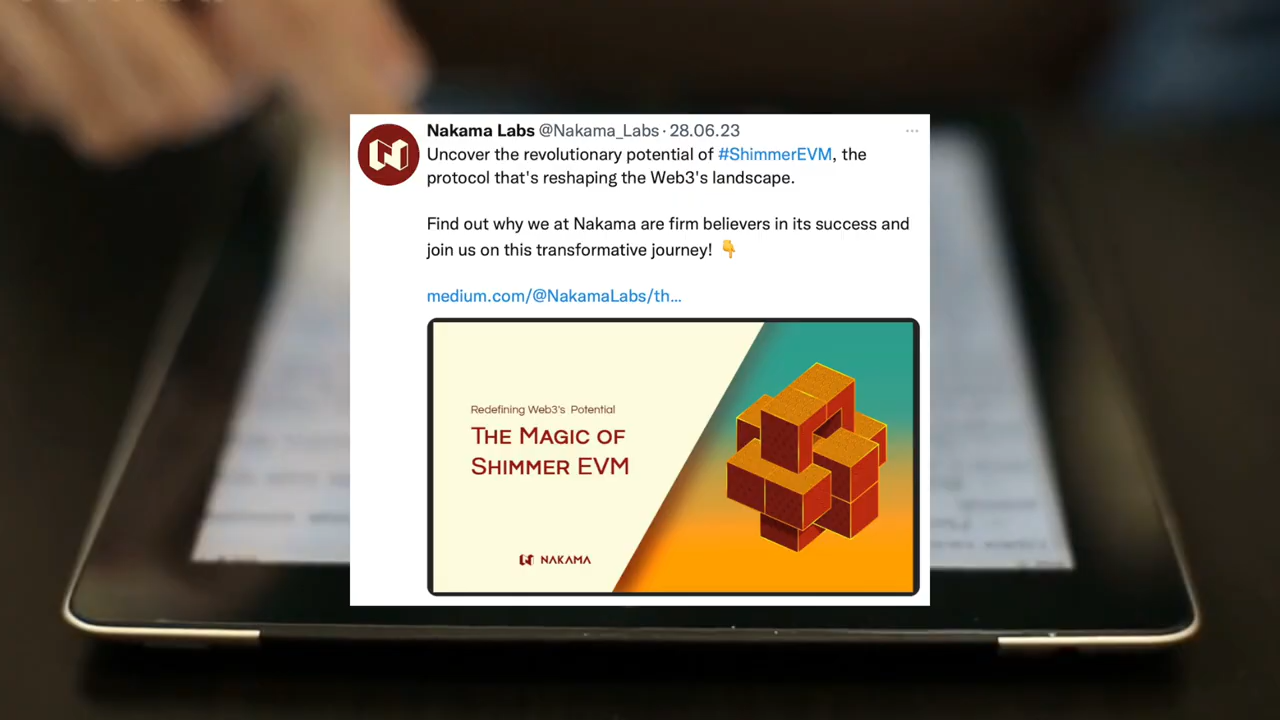 Nakama Labs @Nakama_Labs · 28.06.23
Uncover the revolutionary potential of #ShimmerEVM, the
protocol that's reshaping the Web3's landscape.
Find out why we at Nakama are firm believers in its success and
join us on this transformative journey! 👇
medium.com/@NakamaLabs/th...
Redefining Web3's Potential
THE MAGIC OF
SHIMMER EVM
NAKAMA